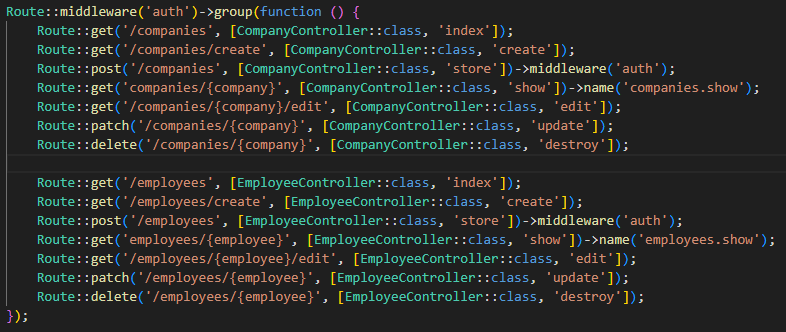 Route::middleware('auth')->group(function () {
    Route::get('/companies', [CompanyController::class, 'index']);
    Route::get('/companies/create', [CompanyController::class, 'create']);
    Route::post('/companies', [CompanyController::class, 'store'])->middleware('auth');
    Route::get('companies/{company}', [CompanyController::class, 'show'])->name('companies.show');
    Route::get('/companies/{company}/edit', [CompanyController::class, 'edit']);
    Route::patch('/companies/{company}', [CompanyController::class, 'update']);
    Route::delete('/companies/{company}', [CompanyController::class, 'destroy']);

    Route::get('/employees', [EmployeeController::class, 'index']);
    Route::get('/employees/create', [EmployeeController::class, 'create']);
    Route::post('/employees', [EmployeeController::class, 'store'])->middleware('auth');
    Route::get('employees/{employee}', [EmployeeController::class, 'show'])->name('employees.show');
    Route::get('/employees/{employee}/edit', [EmployeeController::class, 'edit']);
    Route::patch('/employees/{employee}', [EmployeeController::class, 'update']);
    Route::delete('/employees/{employee}', [EmployeeController::class, 'destroy']);
});